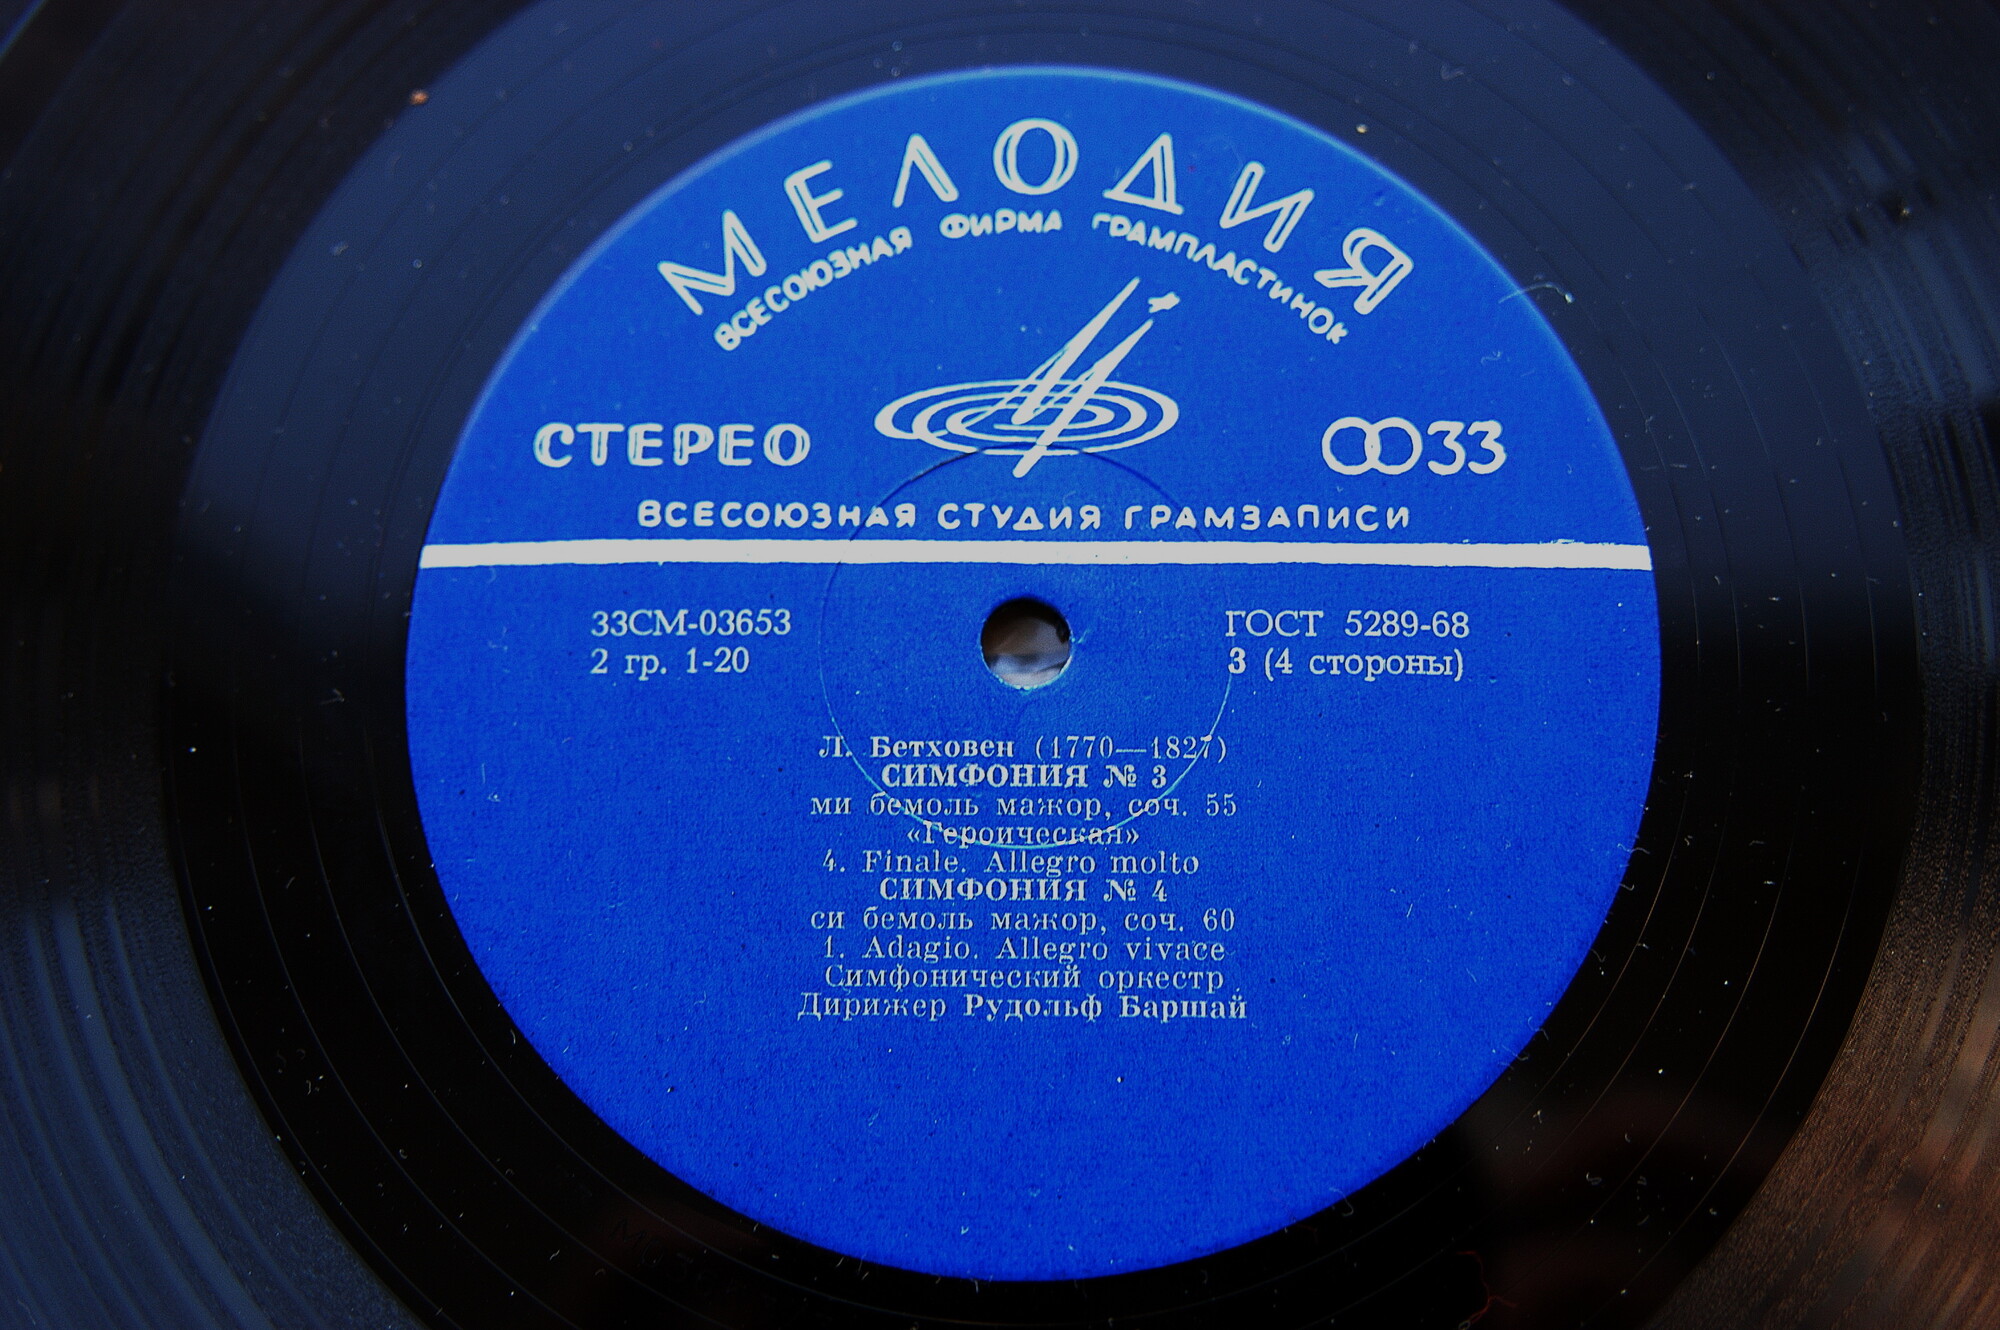 МЕЛОДИЯ
ВСЕСОЮЗНАЯ ФИРМА ГРАМПЛАСТИНОК
СТЕРЕО
33
ВСЕСОЮЗНАЯ СТУДИЯ ГРАМЗАПИСИ
33СМ-03653
2 гр. 1-20
ГОСТ 5289-68
3 (4 стороны)
Л. Бетховен (1770—1827)
СИМФОНИЯ № 3
ми бемоль мажор, соч. 55
«Героическая»
4. Finale. Allegro molto
СИМФОНИЯ № 4
си бемоль мажор, соч. 60
1. Adagio. Allegro vivace
Симфонический оркестр
Дирижер Рудольф Баршай